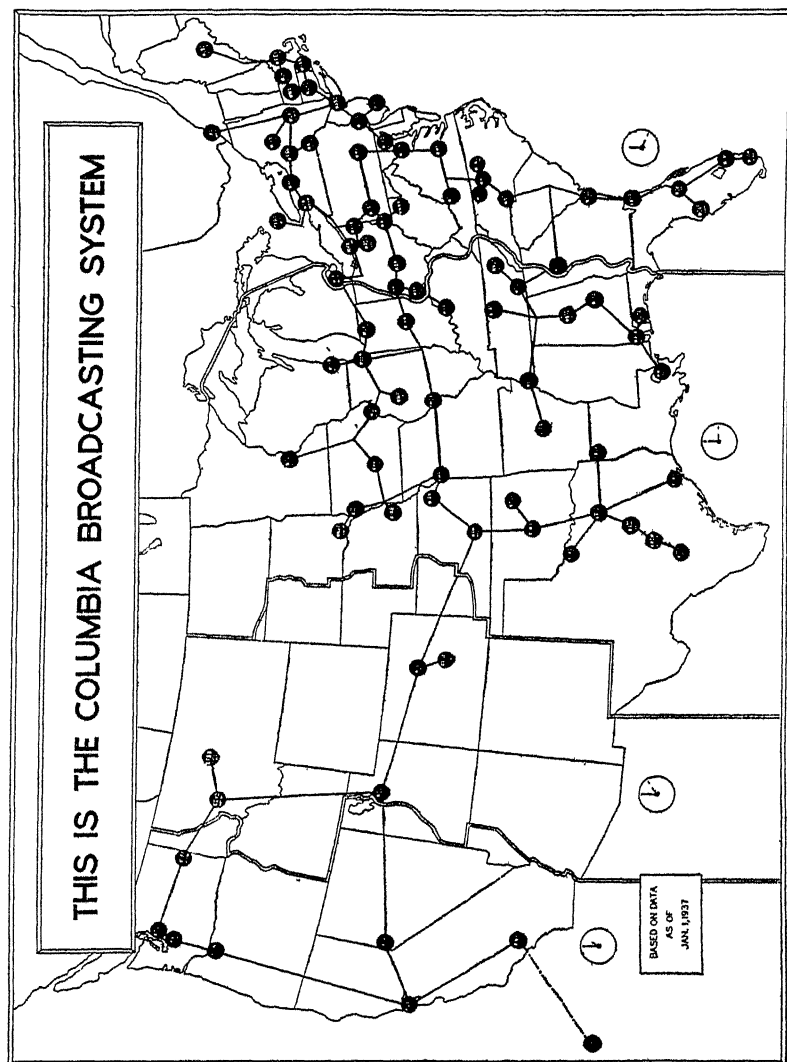 THIS IS THE COLUMBIA BROADCASTING SYSTEM
BASED ON DATA
AS OF
JAN. 1, 1937